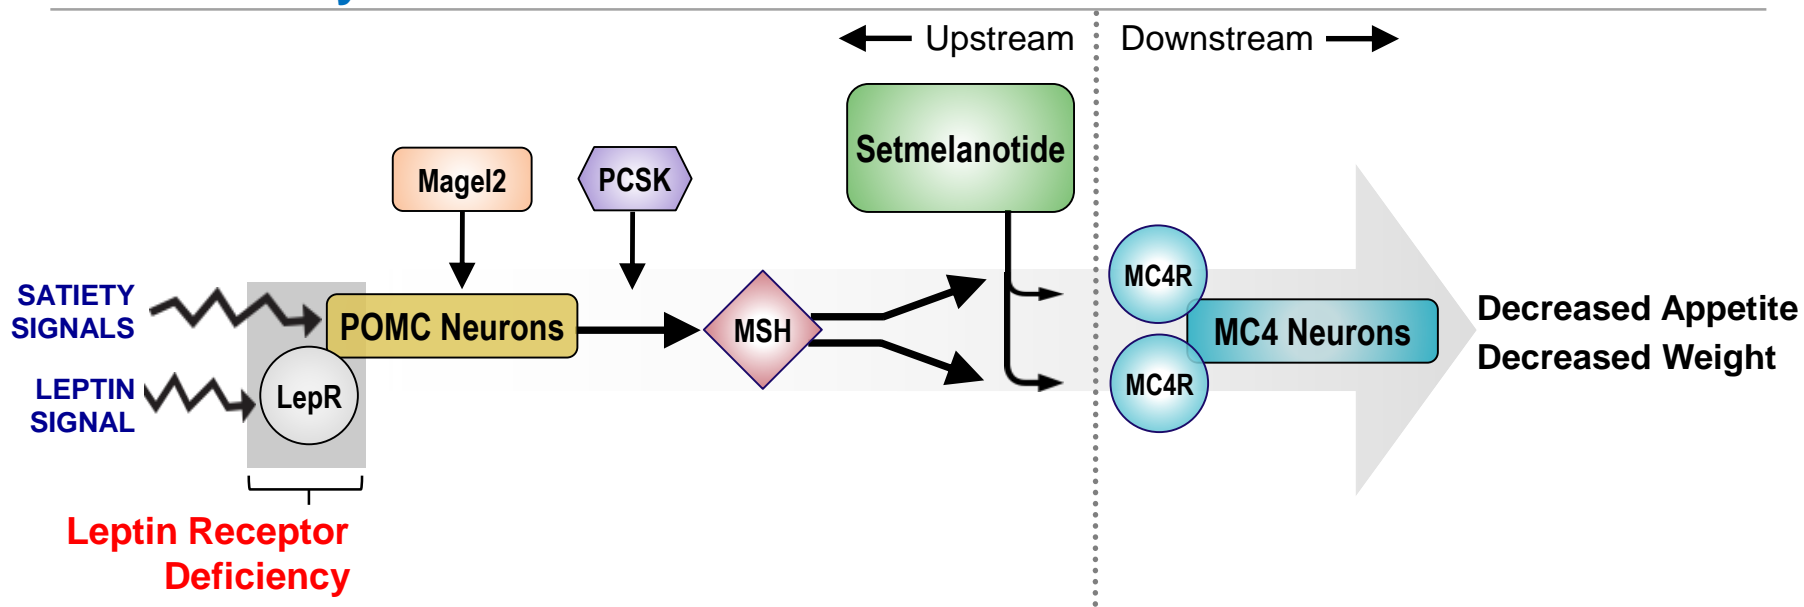 Upstream
Downstream
Setmelanotide
Magel2
PCSK
SATIETY
SIGNALS
POMC Neurons
MSH
MC4R
MC4 Neurons
MC4R
Decreased Appetite
Decreased Weight
LEPTIN
SIGNAL
LepR
Leptin Receptor
Deficiency